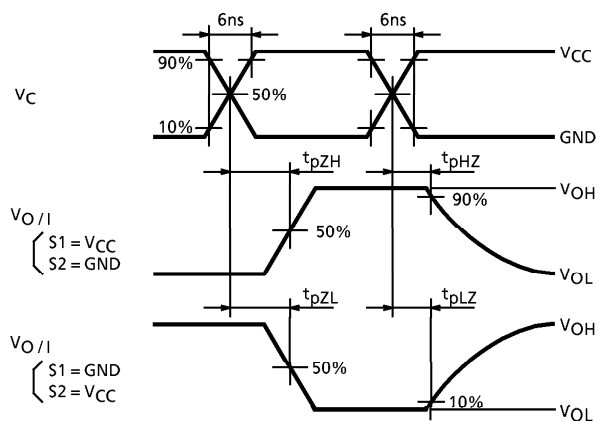 6ns 6ns
90% VCC
VC 50%
10% GND
tpZH tpHZ
VOH
90%
VO/I
S1 = VCC 50%
S2 = GND
VOL
tpZL tpLZ
VOH
VO/I
S1 = GND 50%
S2 = VCC
10%
VOL